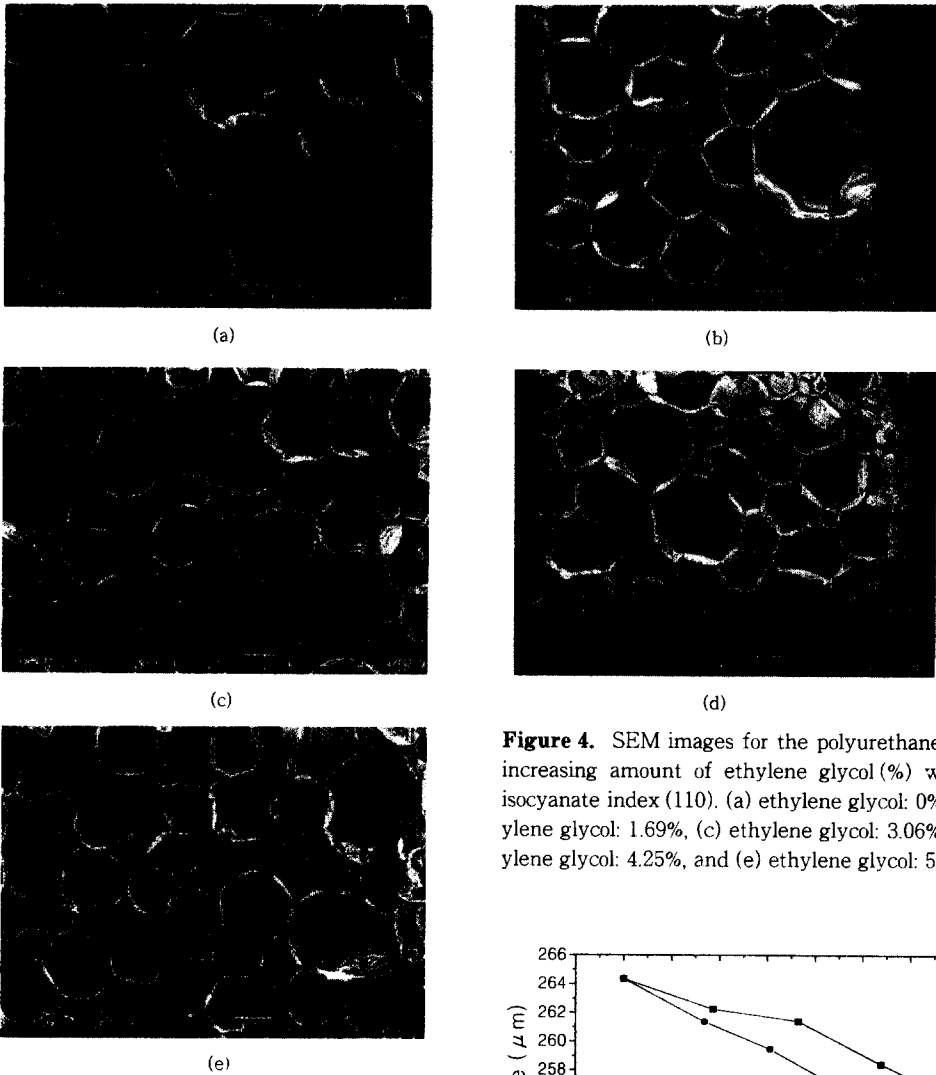 (a)
(b)
(c)
(d)
(e)
Figure 4. SEM images for the polyurethane
increasing amount of ethylene glycol (%) w
isocyanate index (110). (a) ethylene glycol: 0%
ylene glycol: 1.69%, (c) ethylene glycol: 3.06%
ylene glycol: 4.25%, and (e) ethylene glycol: 5
266
264
262
260
258
(μm)